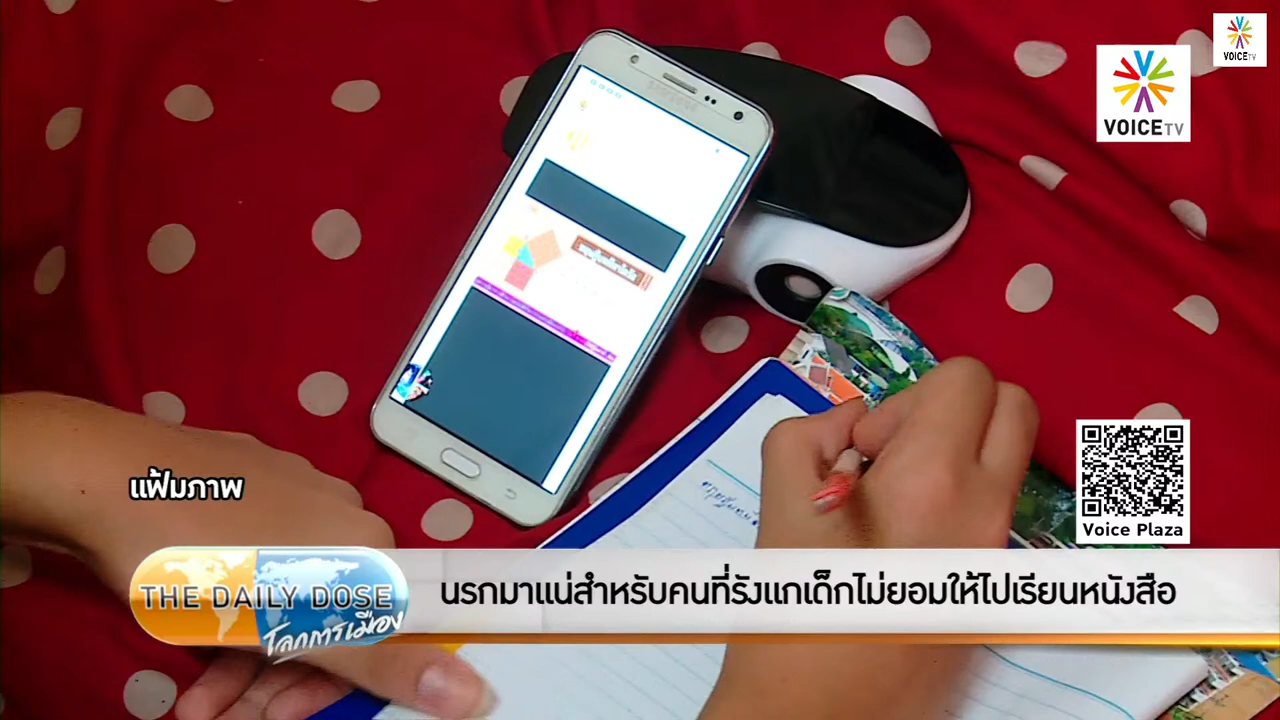 VOICE TV
VOICE TV
SAMSUNG
แฟ้มภาพ
Voice Plaza
THE DAILY DOSE
โลกการเมือง
นรกมาแน่สำหรับคนที่รังแกเด็กไม่ยอมให้ไปเรียนหนังสือ